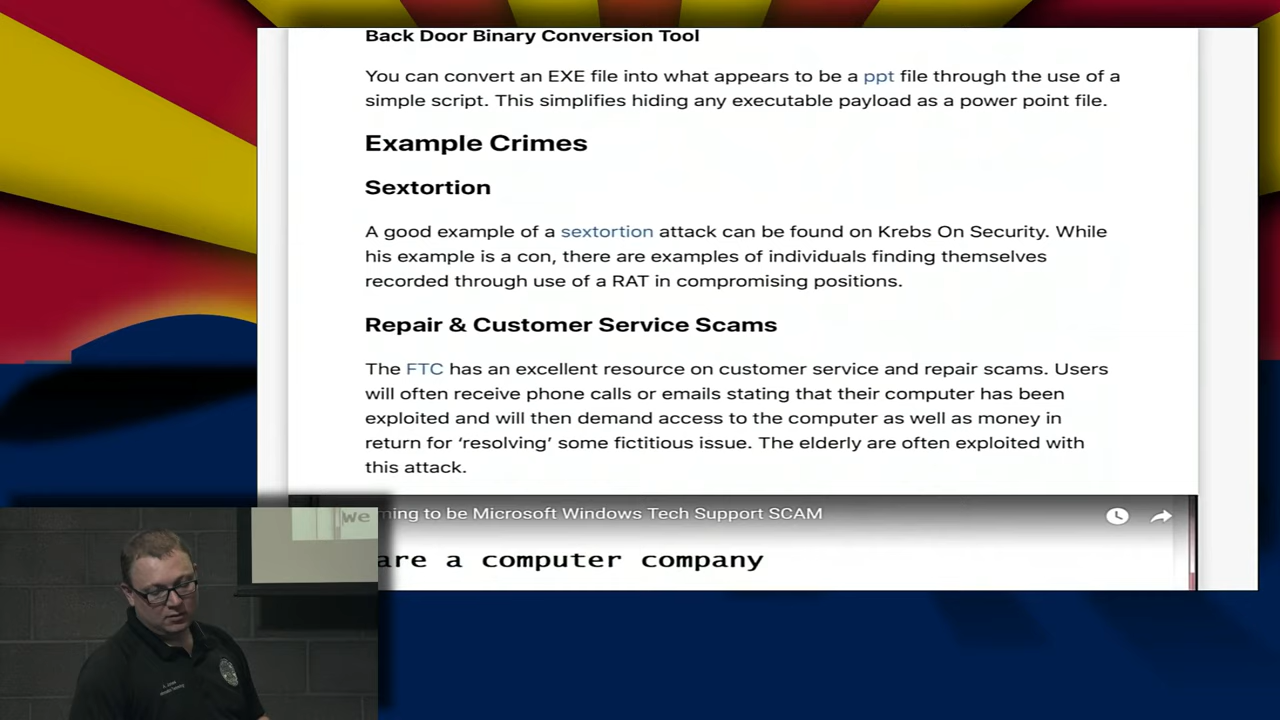 Back Door Binary Conversion Tool
You can convert an EXE file into what appears to be a ppt file through the use of a
simple script. This simplifies hiding any executable payload as a power point file.
Example Crimes
Sextortion
A good example of a sextortion attack can be found on Krebs On Security. While
his example is a con, there are examples of individuals finding themselves
recorded through use of a RAT in compromising positions.
Repair & Customer Service Scams
The FTC has an excellent resource on customer service and repair scams. Users
will often receive phone calls or emails stating that their computer has been
exploited and will then demand access to the computer as well as money in
return for ‘resolving’ some fictitious issue. The elderly are often exploited with
this attack.
ming to be Microsoft Windows Tech Support SCAM
We
are a computer company